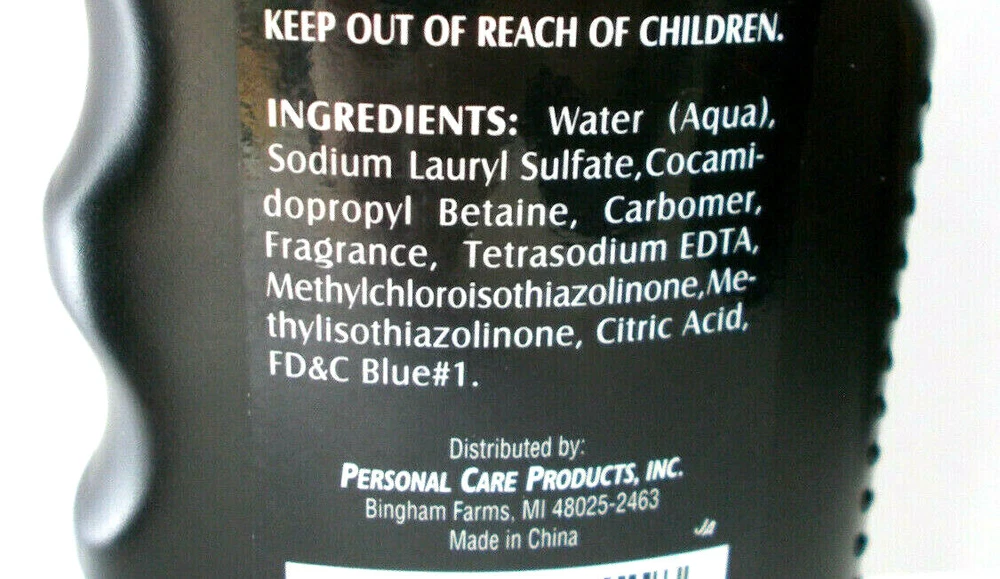 KEEP OUT OF REACH OF CHILDREN.
INGREDIENTS: Water (Aqua),
Sodium Lauryl Sulfate,Cocami-
dopropyl Betaine, Carbomer,
Fragrance, Tetrasodium EDTA,
Methylchloroisothiazolinone,Me-
thylisothiazolinone, Citric Acid,
FD&C Blue#1.
Distributed by:
PERSONAL CARE PRODUCTS, INC.
Bingham Farms, MI 48025-2463
Made in China
JA